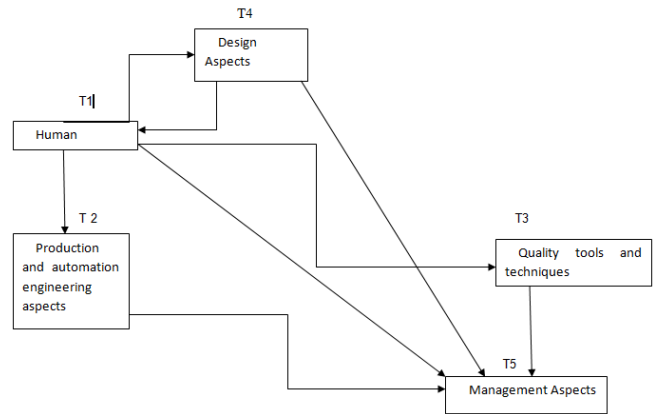 T4
Design
Aspects
T1
Human
T 2
Production
and automation
engineering
aspects
T3
Quality tools and
techniques
T5
Management Aspects